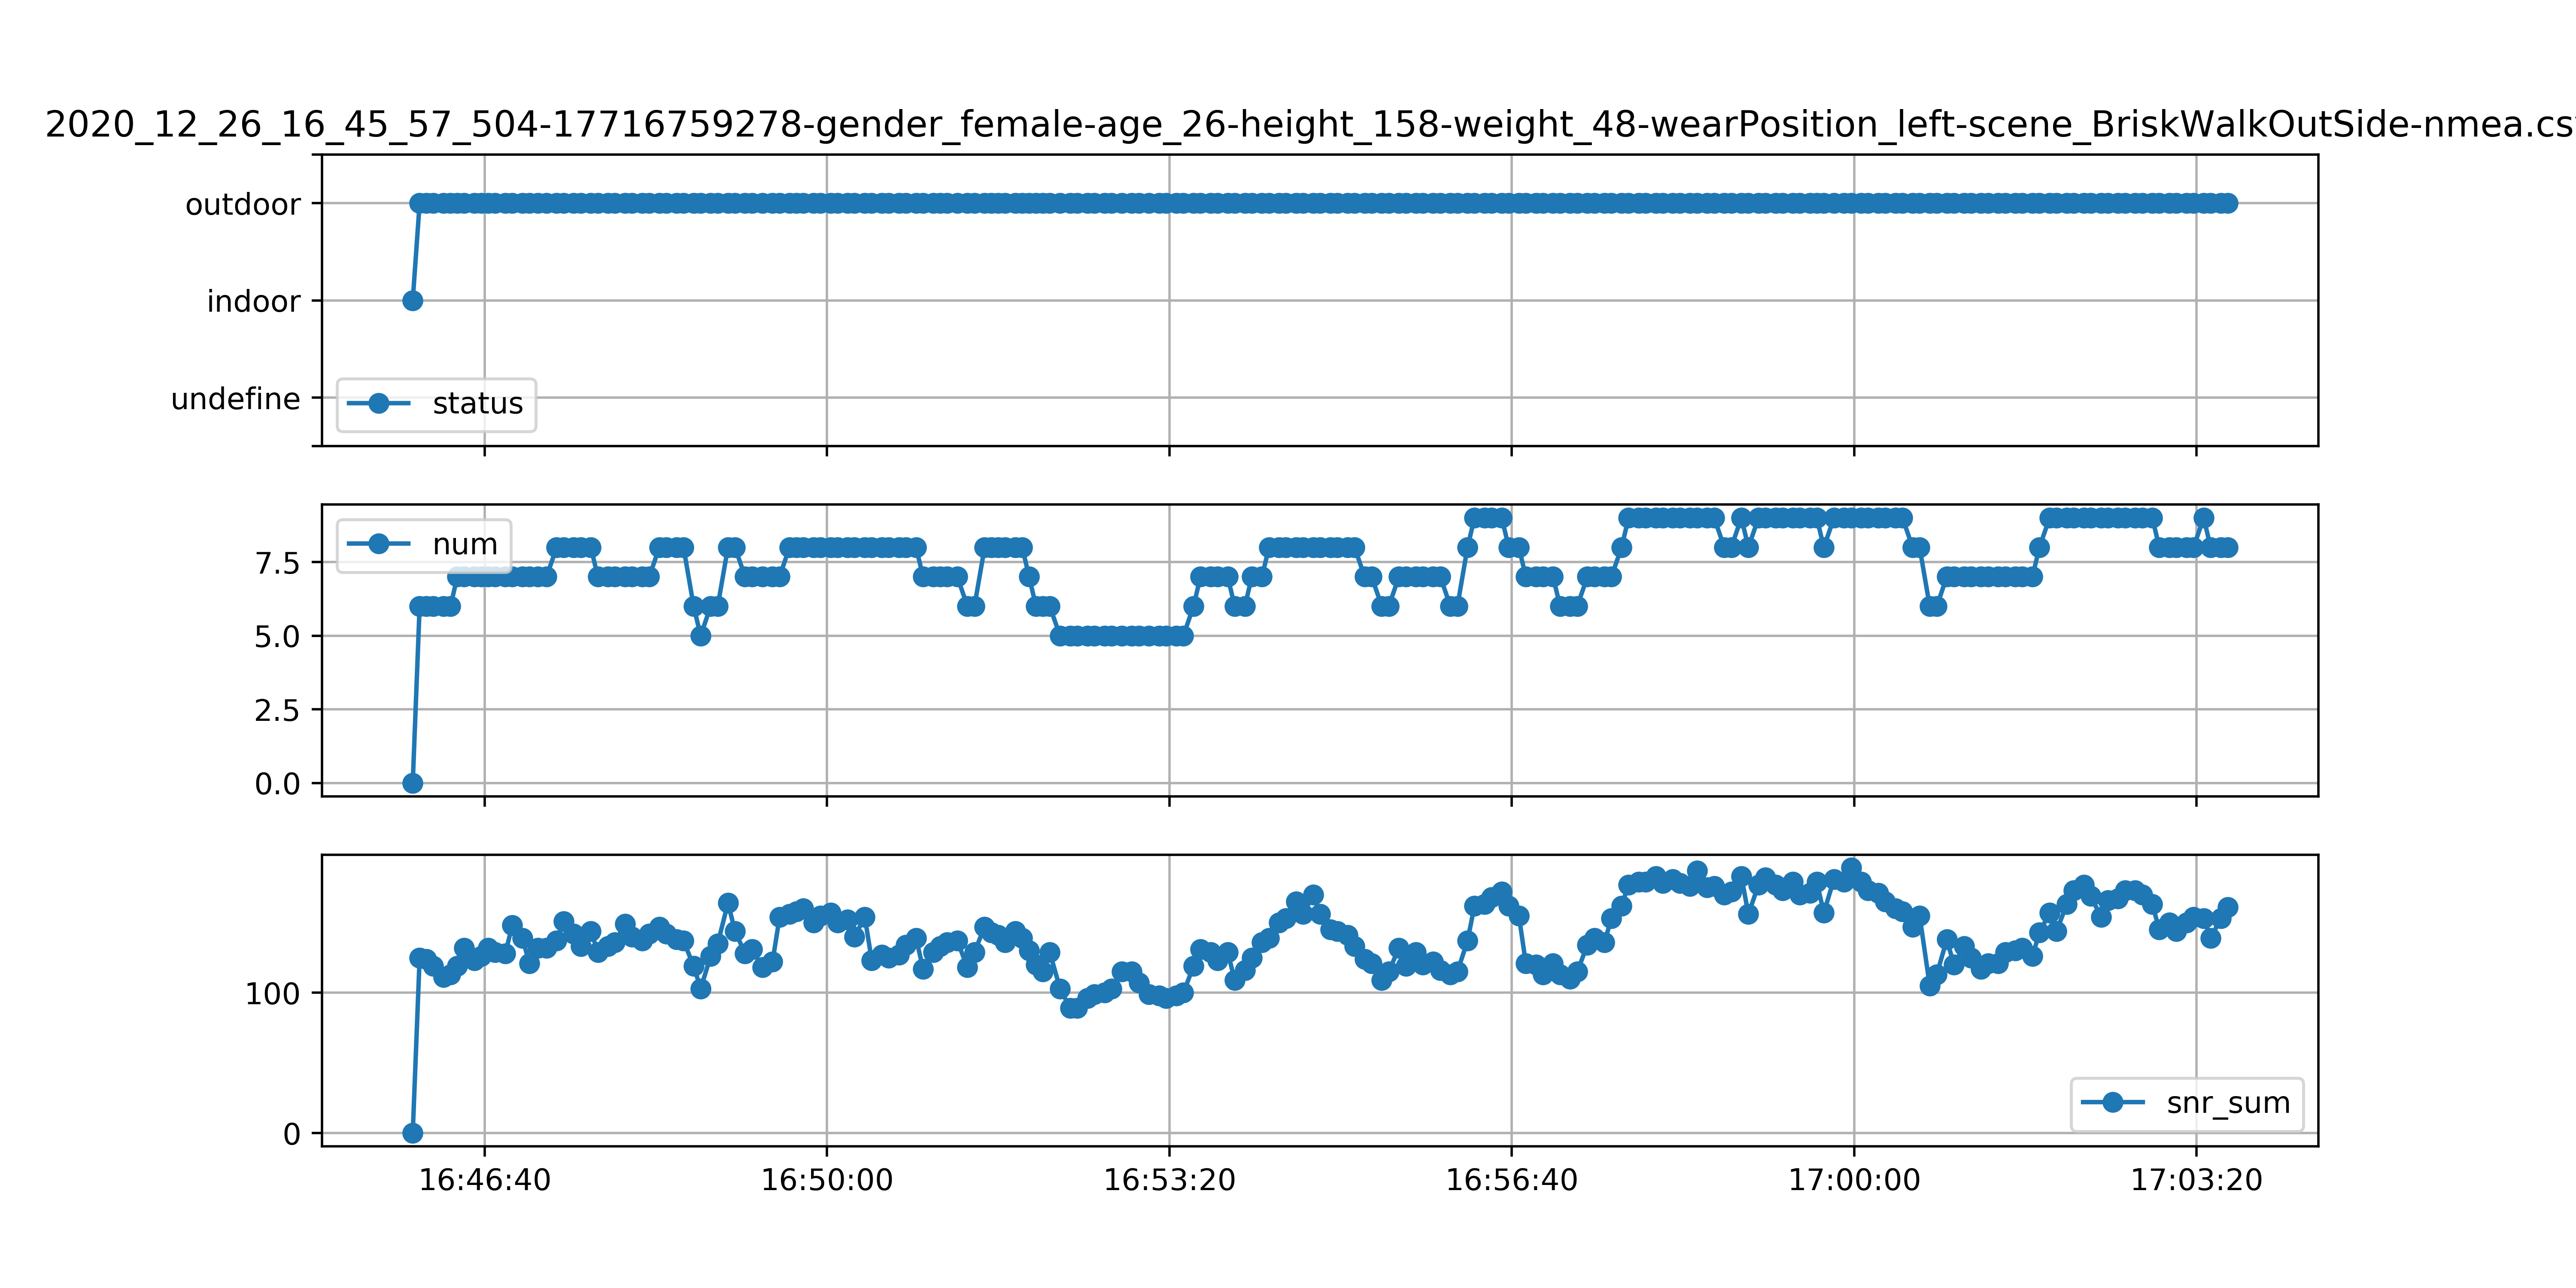 2020_12_26_16_45_57_504-17716759278-gender_female-age_26-height_158-weight_48-wearPosition_left-scene_BriskWalkOutSide-nmea.cs
outdoor
indoor
undefine
status
num
7.5
5.0
2.5
0.0
100
0
snr_sum
16:46:40 16:50:00 16:53:20 16:56:40 17:00:00 17:03:20